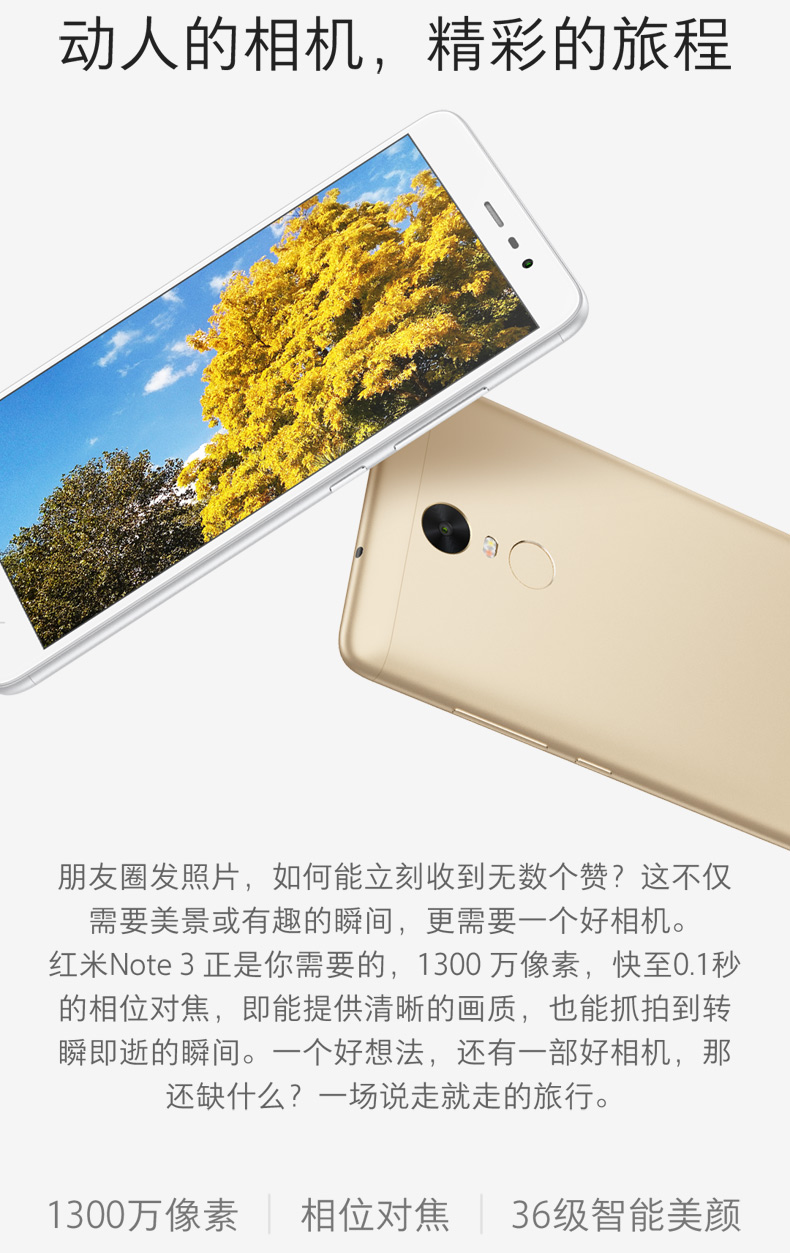 动人的相机，精彩的旅程
朋友圈发照片，如何能立刻收到无数个赞？这不仅
需要美景或有趣的瞬间，更需要一个好相机。
红米Note 3 正是你需要的，1300 万像素，快至0.1秒
的相位对焦，即能提供清晰的画质，也能抓拍到转
瞬即逝的瞬间。一个好想法，还有一部好相机，那
还缺什么？一场说走就走的旅行。
1300万像素 | 相位对焦 | 36级智能美颜